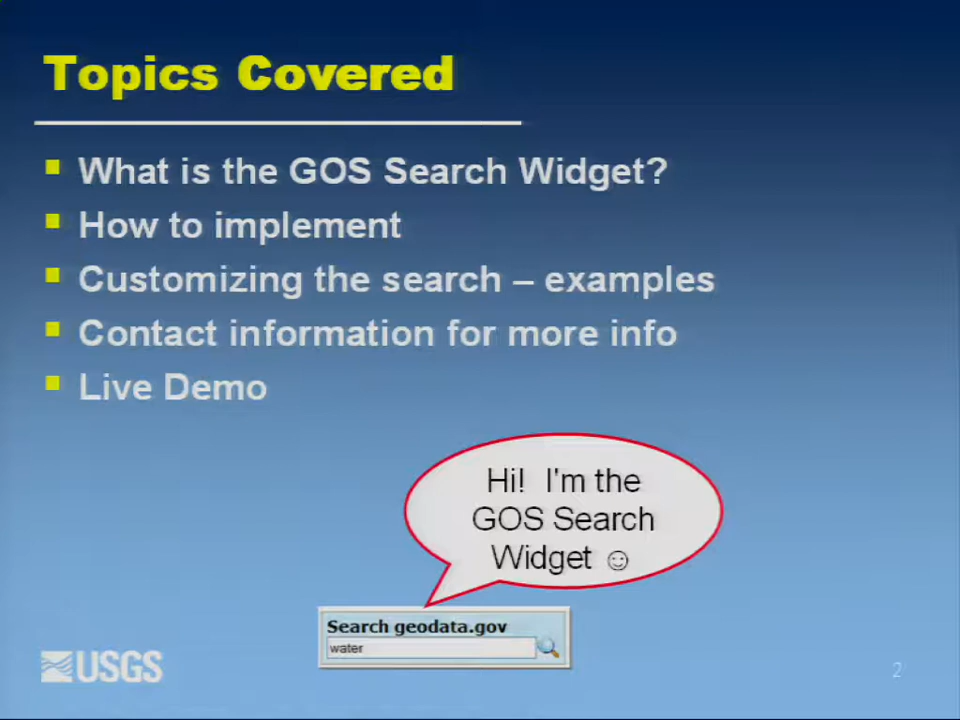 Topics Covered
What is the GOS Search Widget?
How to implement
Customizing the search – examples
Contact information for more info
Live Demo
Hi! I'm the
GOS Search
Widget ☺
Search geodata.gov
water
USGS
2